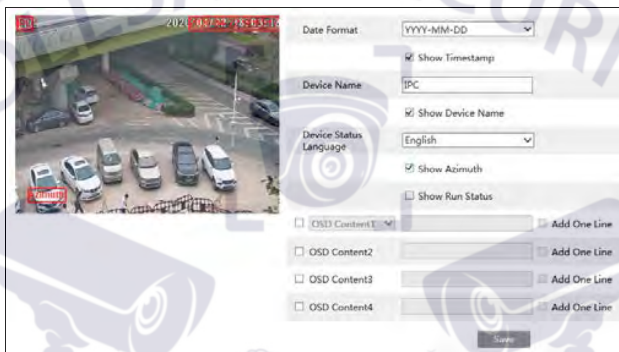 Date Format
YYYY-MM-DD
Show Timestamp
Device Name
IPC
Show Device Name
Device Status Language
English
Show Azimuth
Show Run Status
OSD Content1
Add One Line
OSD Content2
Add One Line
OSD Content3
Add One Line
OSD Content4
Add One Line
Save
Azimuth